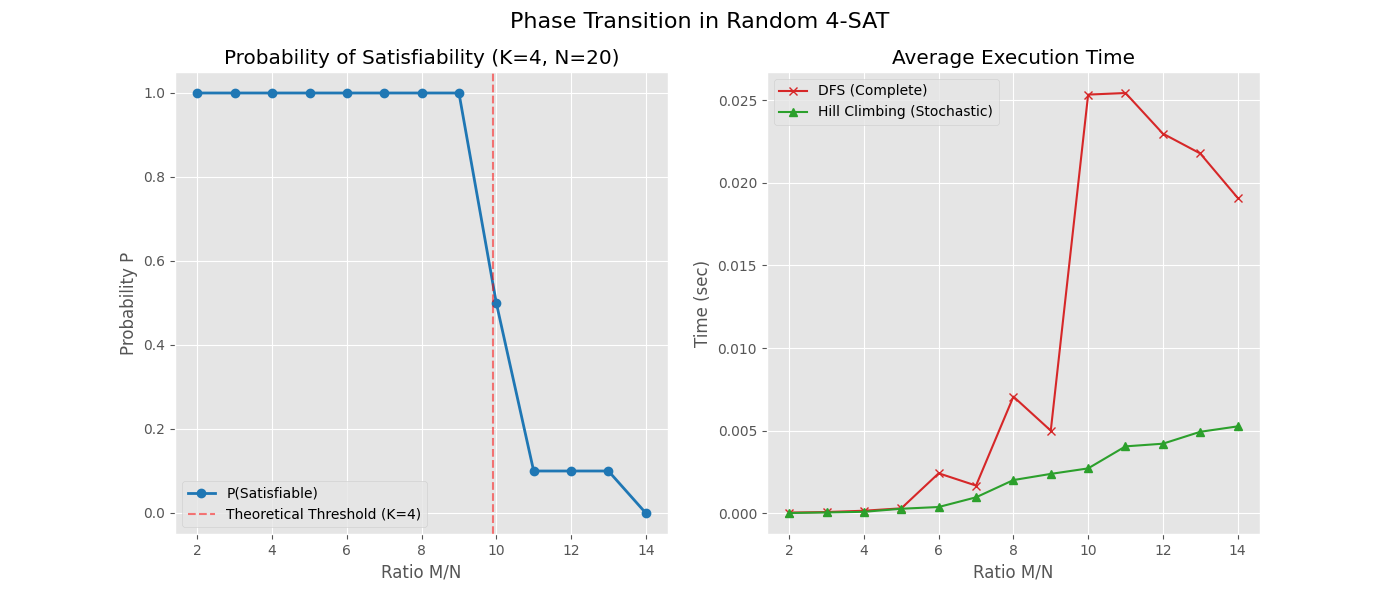 Phase Transition in Random 4-SAT
Probability of Satisfiability (K=4, N=20)
Probability P
1.0
0.8
0.6
0.4
0.2
0.0
P(Satisfiable)
Theoretical Threshold (K=4)
2 4 6 8 10 12 14
Ratio M/N
Average Execution Time
Time (sec)
0.025
0.020
0.015
0.010
0.005
0.000
DFS (Complete)
Hill Climbing (Stochastic)
2 4 6 8 10 12 14
Ratio M/N